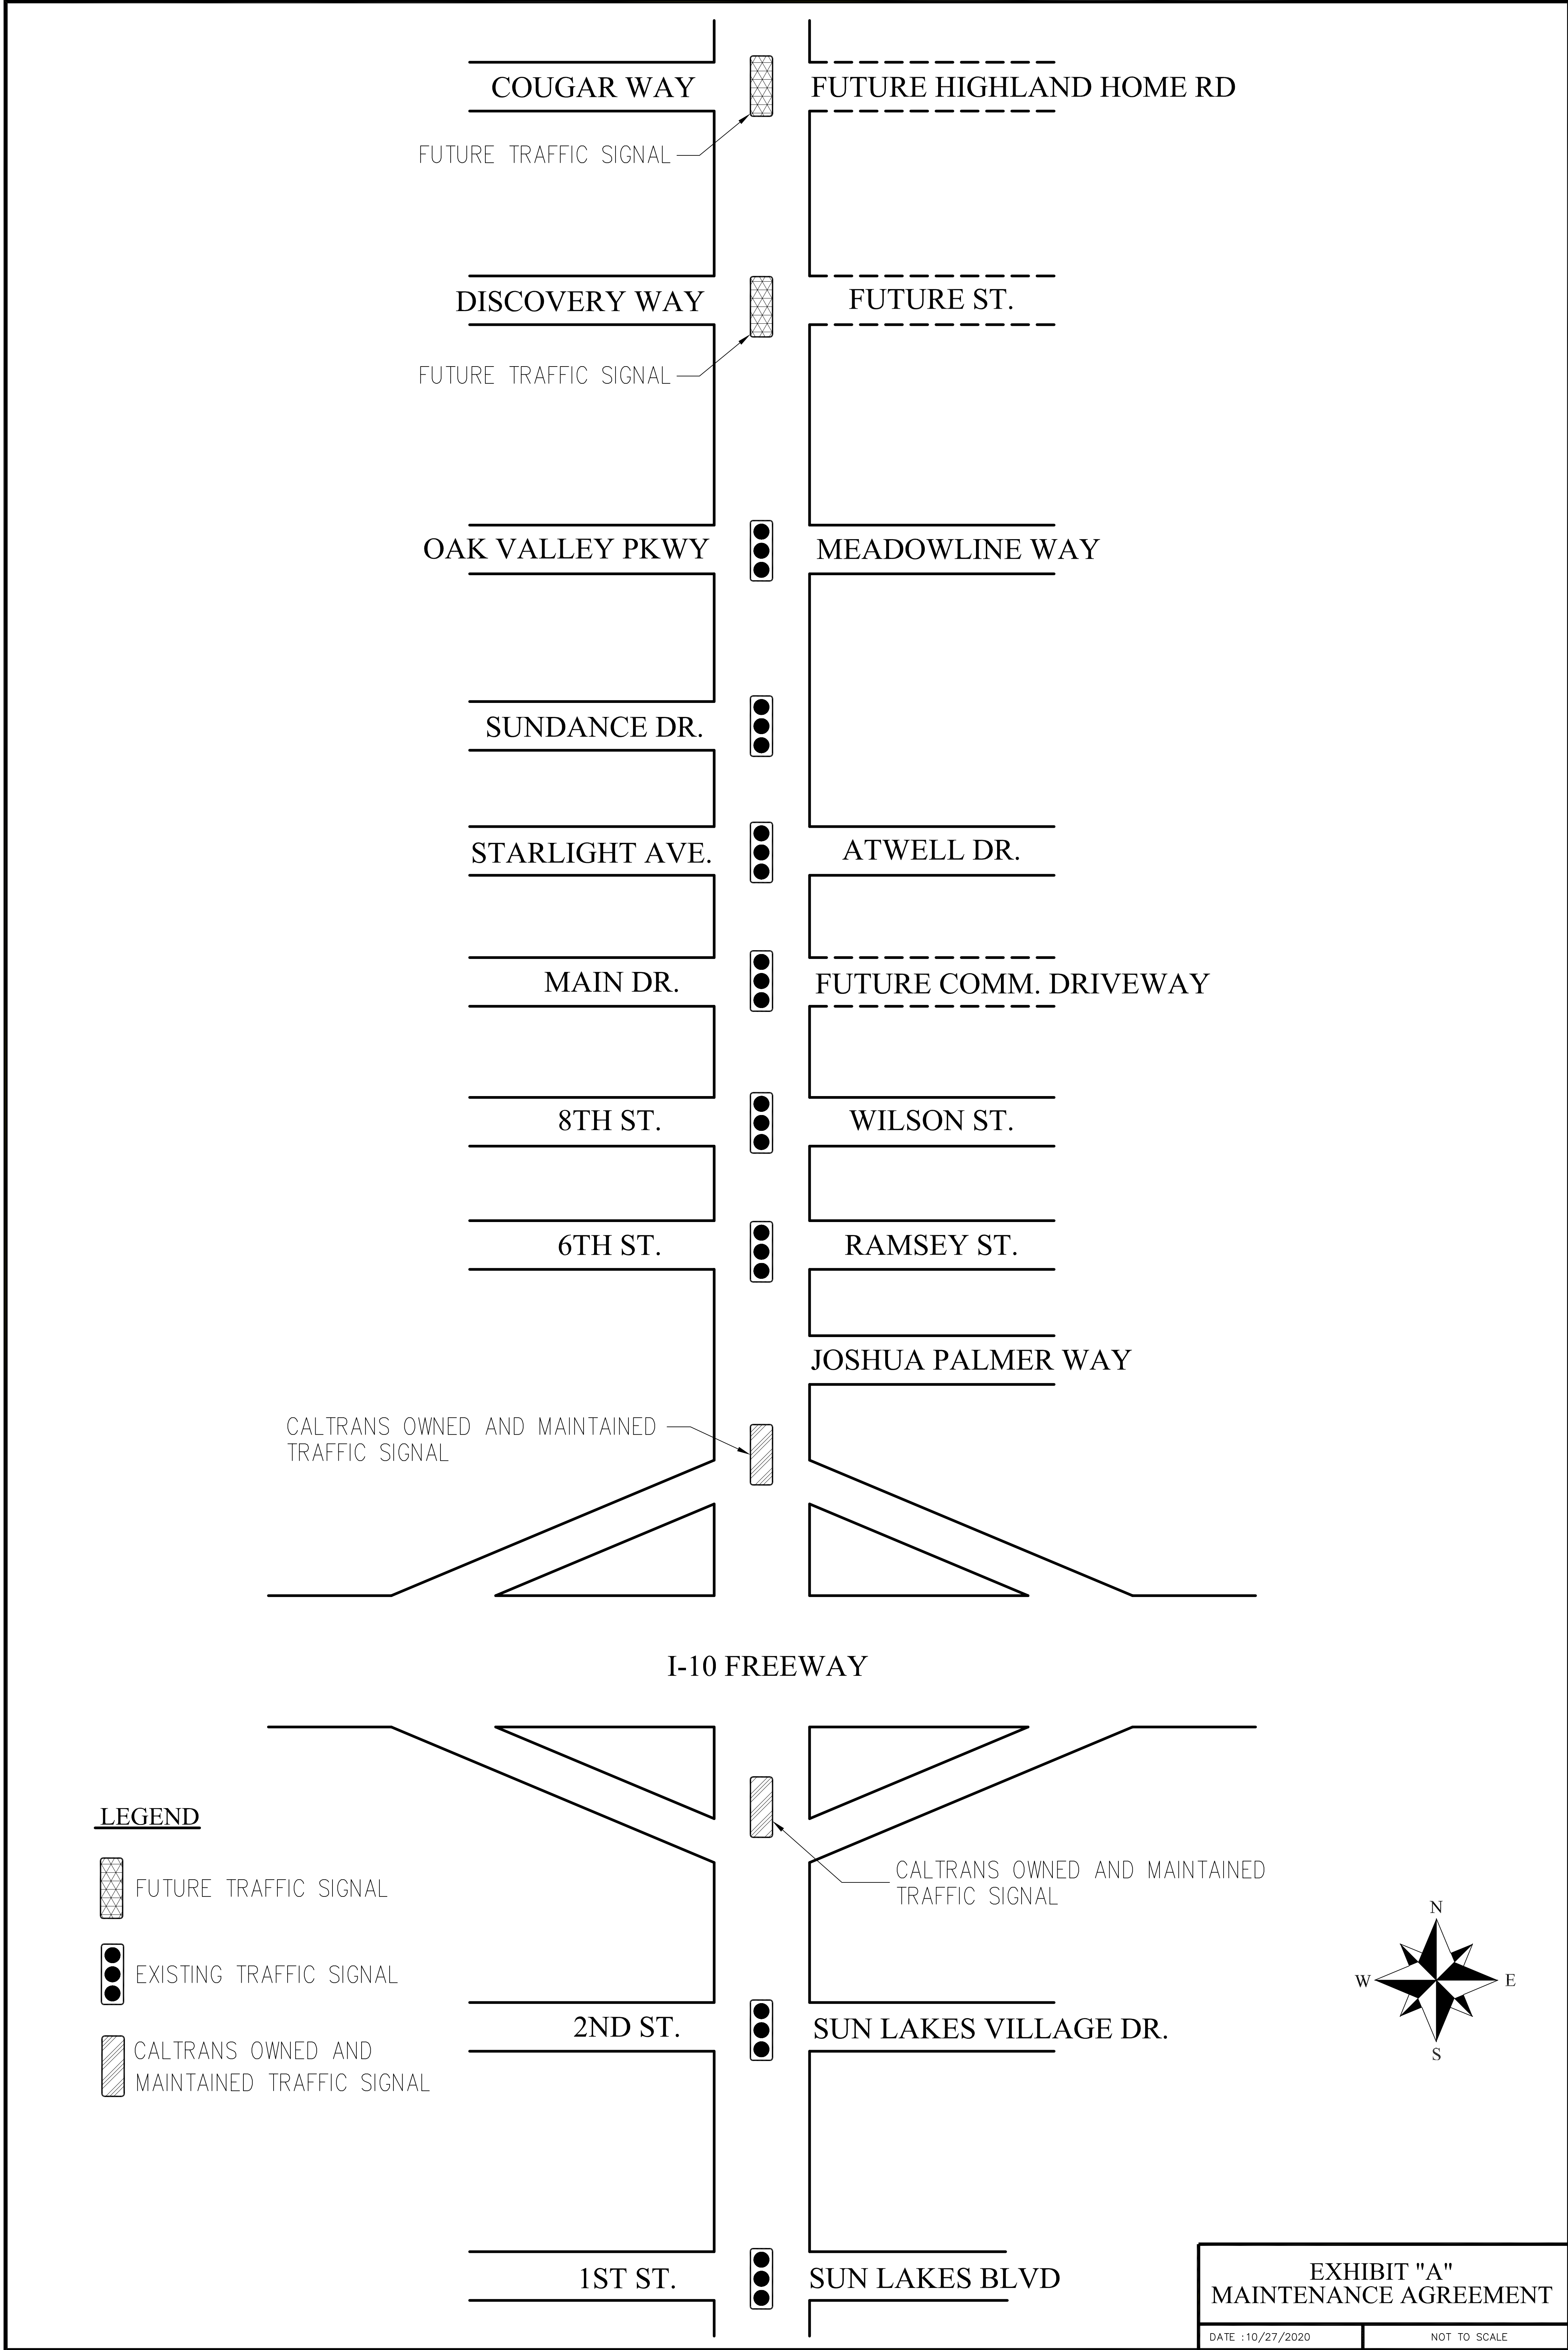 COUGAR WAY
FUTURE HIGHLAND HOME RD
FUTURE TRAFFIC SIGNAL
DISCOVERY WAY
FUTURE ST.
FUTURE TRAFFIC SIGNAL
OAK VALLEY PKWY
MEADOWLINE WAY
SUNDANCE DR.
STARLIGHT AVE.
ATWELL DR.
MAIN DR.
FUTURE COMM. DRIVEWAY
8TH ST.
WILSON ST.
6TH ST.
RAMSEY ST.
JOSHUA PALMER WAY
CALTRANS OWNED AND MAINTAINED
TRAFFIC SIGNAL
I-10 FREEWAY
CALTRANS OWNED AND MAINTAINED
TRAFFIC SIGNAL
LEGEND
FUTURE TRAFFIC SIGNAL
EXISTING TRAFFIC SIGNAL
CALTRANS OWNED AND
MAINTAINED TRAFFIC SIGNAL
N
W
E
S
2ND ST.
SUN LAKES VILLAGE DR.
1ST ST.
SUN LAKES BLVD
EXHIBIT "A"
MAINTENANCE AGREEMENT
DATE :10/27/2020
NOT TO SCALE